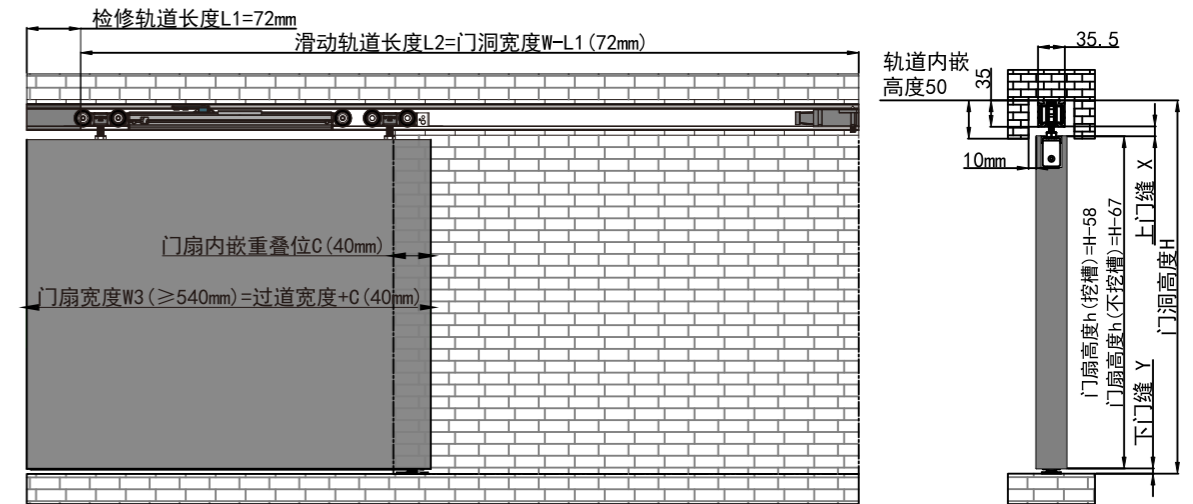 检修轨道长度L1=72mm
滑动轨道长度L2=门洞宽度W-L1(72mm)
门扇内嵌重叠位C(40mm)
门扇宽度W3(≥540mm)=过道宽度+C(40mm)
35.5
轨道内嵌
高度50
35
10mm
上门缝 X
门扇高度h(挖槽)=H-58
门扇高度h(不挖槽)=H-67
门洞高度H
下门缝 Y